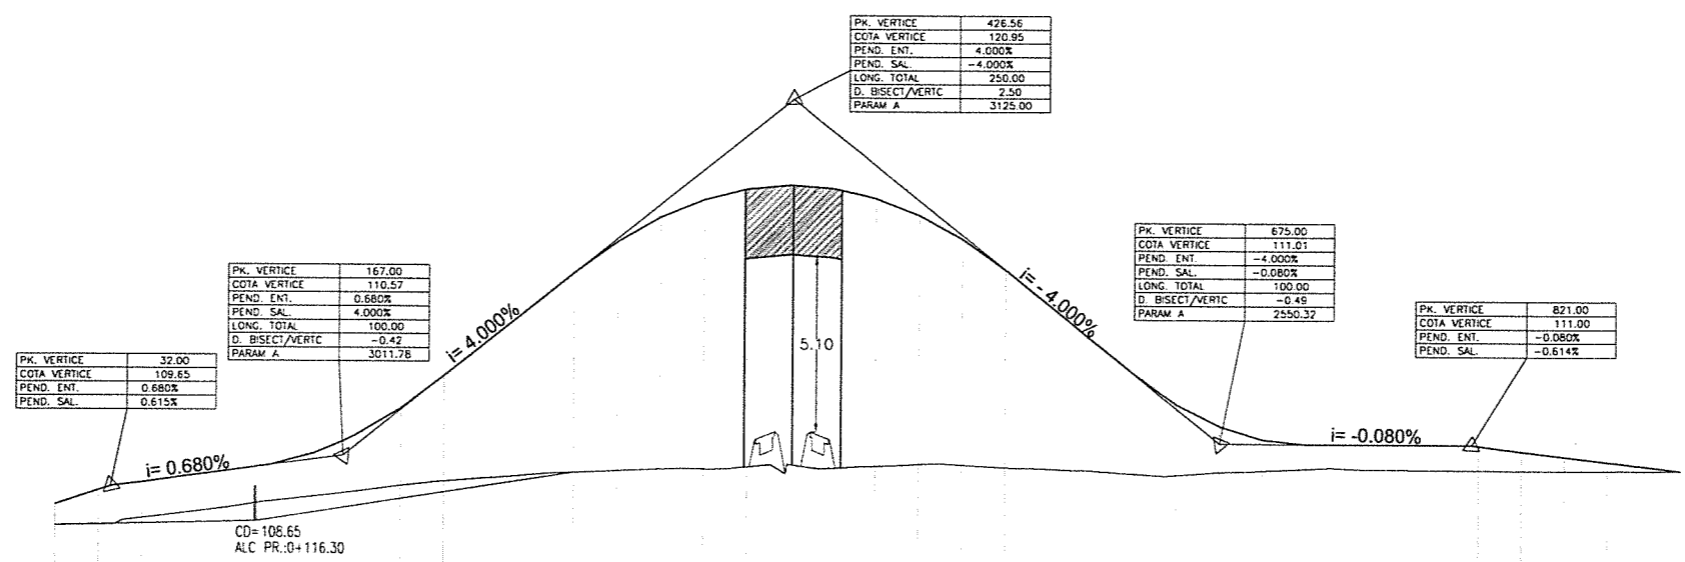 PK. VERTICE 426.56
COTA VERTICE 120.95
PEND. ENT. 4.000%
PEND. SAL. -4.000%
LONG. TOTAL 250.00
D. BISECT/VERTC 2.50
PARAM A 3125.00
PK. VERTICE 167.00
COTA VERTICE 110.57
PEND. ENT. 0.680%
PEND. SAL. 4.000%
LONG. TOTAL 100.00
D. BISECT/VERTC -0.42
PARAM A 3011.78
PK. VERTICE 675.00
COTA VERTICE 111.01
PEND. ENT. -4.000%
PEND. SAL. -0.080%
LONG. TOTAL 100.00
D. BISECT/VERTC -0.49
PARAM A 2550.32
PK. VERTICE 821.00
COTA VERTICE 111.00
PEND. ENT. -0.080%
PEND. SAL. -0.614%
PK. VERTICE 32.00
COTA VERTICE 109.65
PEND. ENT. 0.680%
PEND. SAL. 0.615%
i= 4.000%
i= -4.000%
5.10
i= 0.680%
i= -0.080%
CD=108.65
ALC PR.:0+116.30